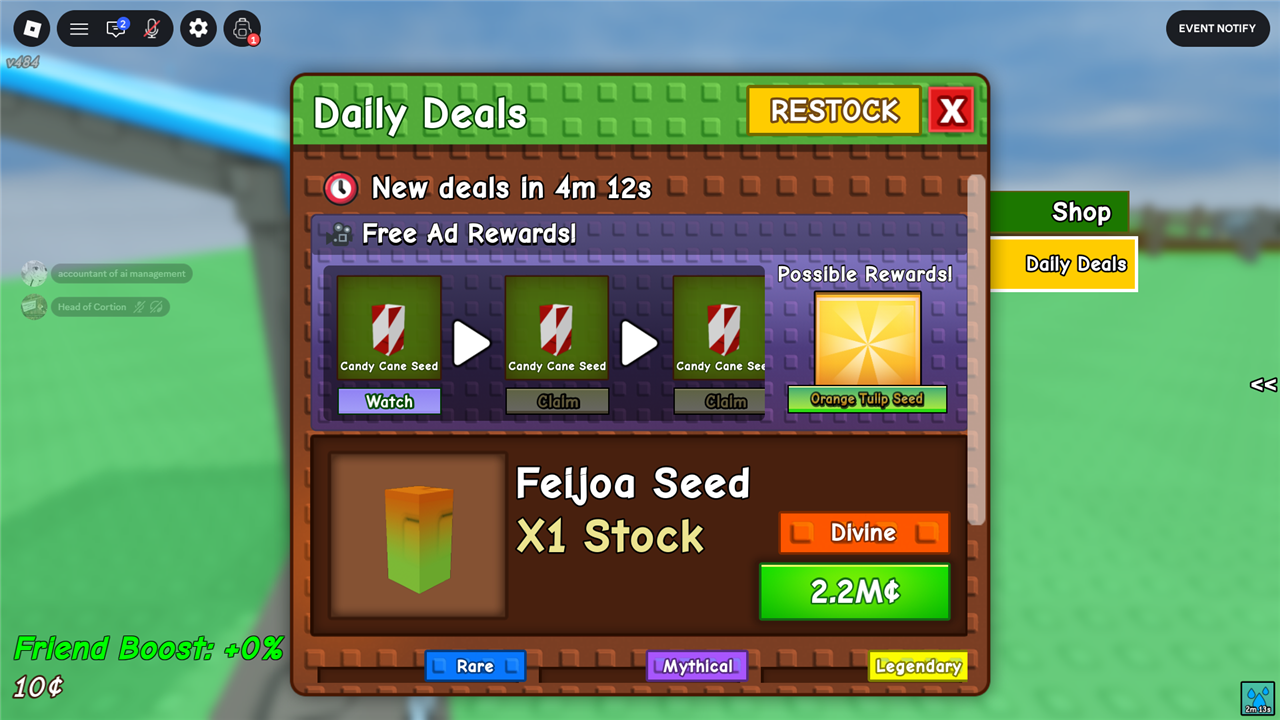 2
1
EVENT NOTIFY
v484
Daily Deals
RESTOCK
X
New deals in 4m 12s
Shop
Free Ad Rewards!
Daily Deals
accountant of ai management
Head of Cortion
Possible Rewards!
Candy Cane Seed
Candy Cane Seed
Candy Cane See
<<
Watch
Claim
Claim
Orange Tulip Seed
Feijoa Seed
X1 Stock
Divine
2.2M¢
Friend Boost: +0%
10¢
Rare
Mythical
Legendary
2m 13s